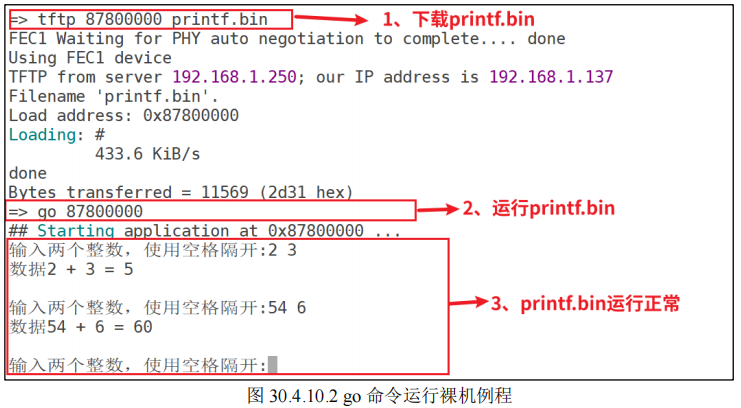 => tftp 87800000 printf.bin
1、下载printf.bin
FEC1 Waiting for PHY auto negotiation to complete.... done
Using FEC1 device
TFTP from server 192.168.1.250; our IP address is 192.168.1.137
Filename 'printf.bin'.
Load address: 0x87800000
Loading: #
433.6 KiB/s
done
Bytes transferred = 11569 (2d31 hex)
=> go 87800000
2、运行printf.bin
## Starting application at 0x87800000 ...
输入两个整数，使用空格隔开:2 3
数据2 + 3 = 5
输入两个整数，使用空格隔开:54 6
3、printf.bin运行正常
数据54 + 6 = 60
输入两个整数，使用空格隔开:
图 30.4.10.2 go 命令运行裸机例程